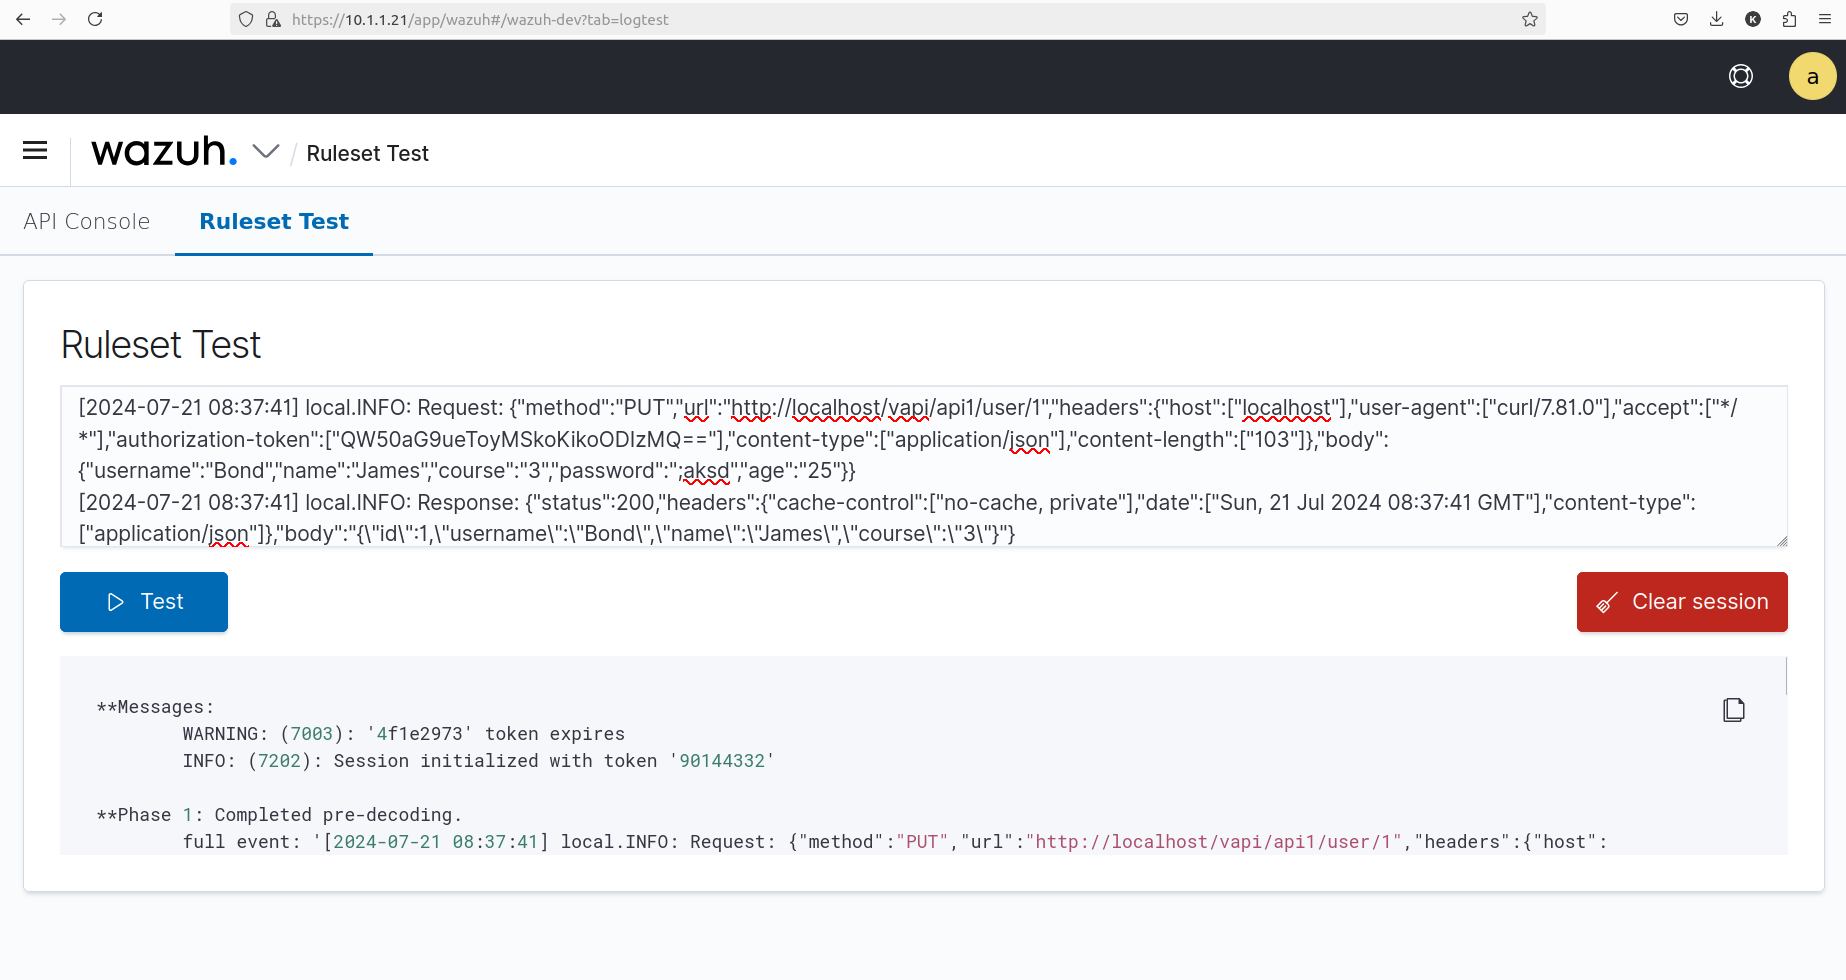 https://10.1.1.21/app/wazuh#/wazuh-dev?tab=logtest
K
a
wazuh. / Ruleset Test
API Console Ruleset Test
Ruleset Test
[2024-07-21 08:37:41] local.INFO: Request: {"method":"PUT","url":"http://localhost/vapi/api1/user/1","headers":{"host":["localhost"],"user-agent":["curl/7.81.0"],"accept":["*/
*"],"authorization-token":["QW50aG9ueToyMSkoKikoODIzMQ=="],"content-type":["application/json"],"content-length":["103"]},"body":
{"username":"Bond","name":"James","course":"3","password":";aksd","age":"25"}}
[2024-07-21 08:37:41] local.INFO: Response: {"status":200,"headers":{"cache-control":["no-cache, private"],"date":["Sun, 21 Jul 2024 08:37:41 GMT"],"content-type":
["application/json"]},"body":"{\"id\":1,\"username\":\"Bond\",\"name\":\"James\",\"course\":\"3\"}"}
Test Clear session
**Messages:
WARNING: (7003): '4f1e2973' token expires
INFO: (7202): Session initialized with token '90144332'
**Phase 1: Completed pre-decoding.
full event: '[2024-07-21 08:37:41] local.INFO: Request: {"method":"PUT","url":"http://localhost/vapi/api1/user/1","headers":{"host":